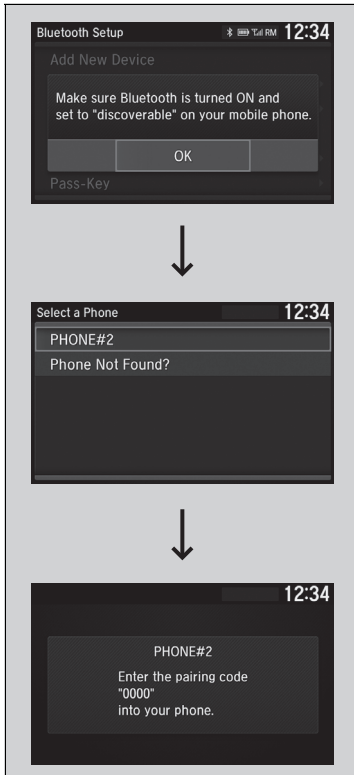 Bluetooth Setup
RM 12:34
Add New Device
Make sure Bluetooth is turned ON and
set to "discoverable" on your mobile phone.
OK
Pass-Key
Select a Phone
12:34
PHONE#2
Phone Not Found?
12:34
PHONE#2
Enter the pairing code
"0000"
into your phone.